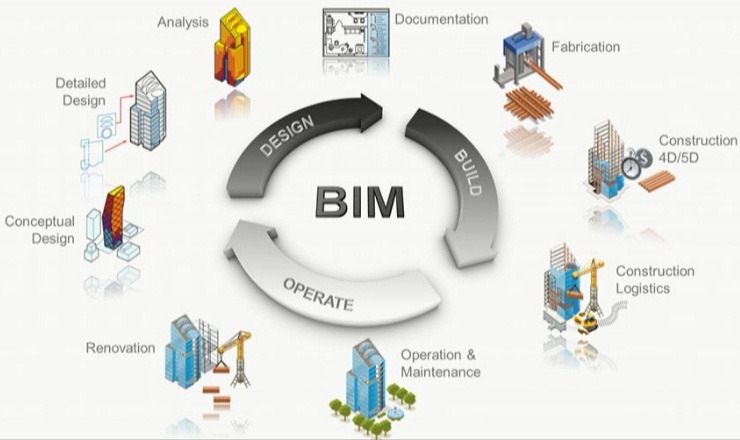 Analysis
Documentation
Fabrication
Detailed
Design
DESIGN
BUILD
Construction
4D/5D
BIM
Conceptual
Design
Construction
Logistics
OPERATE
Renovation
Operation &
Maintenance